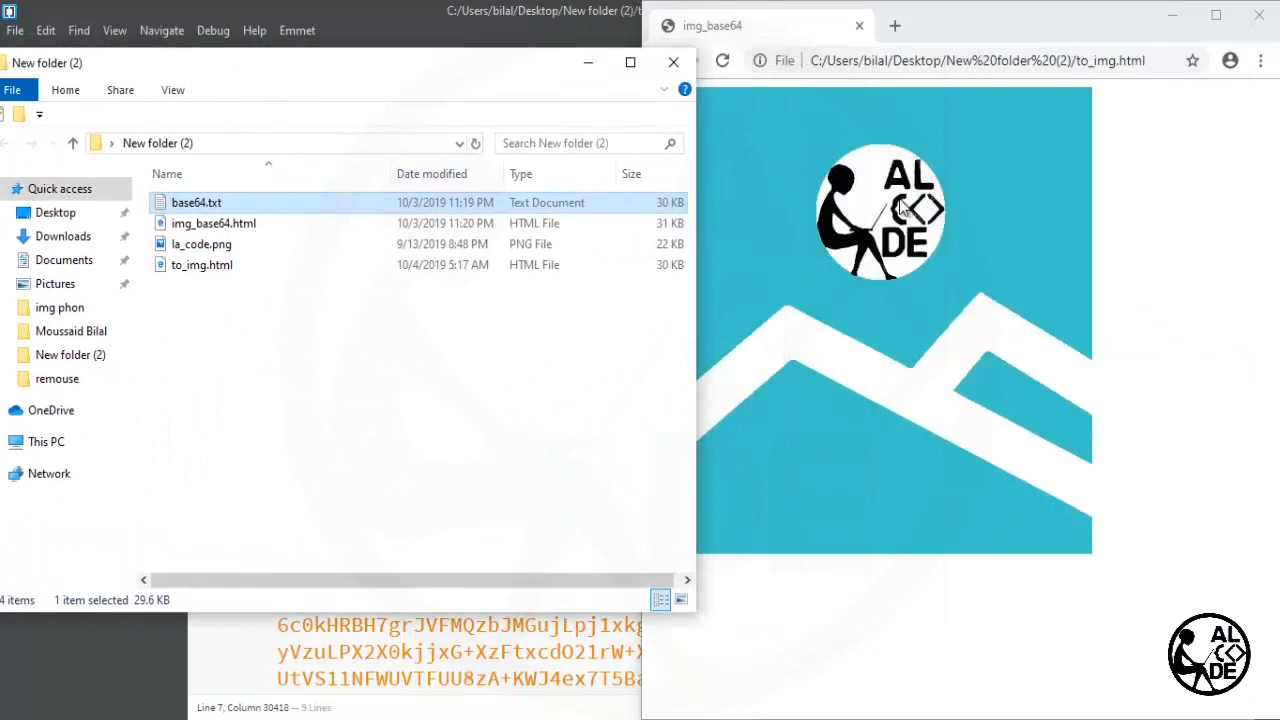 C:/Users/bilal/Desktop/New folder (2)/t
File Edit Find View Navigate Debug Help Emmet
New folder (2)
File Home Share View
New folder (2)
Search New folder (2)
Name Date modified Type Size
Quick access
Desktop
Downloads
Documents
Pictures
img phon
Moussaid Bilal
New folder (2)
remouse
OneDrive
This PC
Network
base64.txt 10/3/2019 11:19 PM Text Document 30 KB
img_base64.html 10/3/2019 11:20 PM HTML File 31 KB
la_code.png 9/13/2019 8:48 PM PNG File 22 KB
to_img.html 10/4/2019 5:17 AM HTML File 30 KB
4 items 1 item selected 29.6 KB
6c0kHRBH7grJVFMQzbJMGujLpj1xkg
yVzuLPX2X0kjjxG+XzFtxcdO21rW+X
UtVS11NFWUVTFUU8zA+KWJ4ex7T5Ba
Line 7, Column 30418 — 9 Lines
img_base64
File C:/Users/bilal/Desktop/New%20folder%20(2)/to_img.html
AL
C<>
DE
AL
C<>
DE